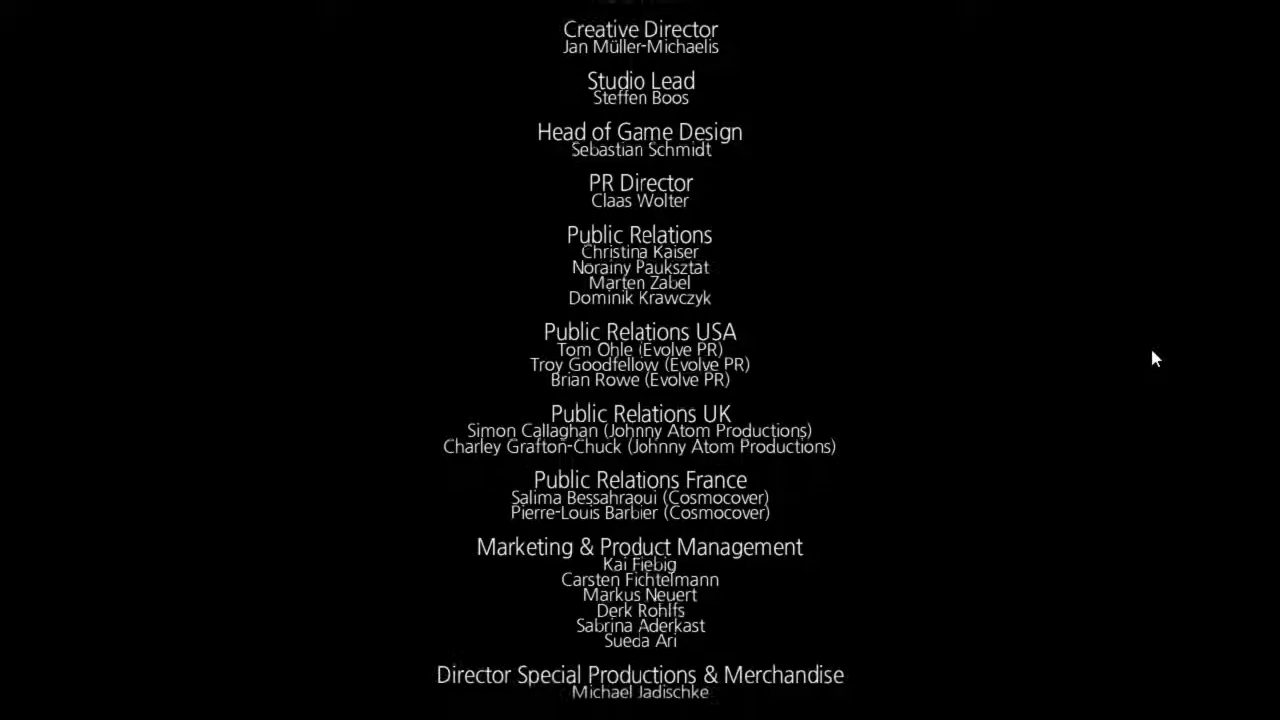 Creative Director
Jan Müller-Michaelis
Studio Lead
Steffen Boos
Head of Game Design
Sebastian Schmidt
PR Director
Claas Wolter
Public Relations
Christina Kaiser
Norainy Pauksztat
Marten Zabel
Dominik Krawczyk
Public Relations USA
Tom Ohle (Evolve PR)
Troy Goodfellow (Evolve PR)
Brian Rowe (Evolve PR)
Public Relations UK
Simon Callaghan (Johnny Atom Productions)
Charley Grafton-Chuck (Johnny Atom Productions)
Public Relations France
Salima Bessahraoui (Cosmocover)
Pierre-Louis Barbier (Cosmocover)
Marketing & Product Management
Kai Fiebig
Carsten Fichtelmann
Markus Neuert
Derk Rohlfs
Sabrina Aderkast
Sueda Ari
Director Special Productions & Merchandise
Michael Jadischke